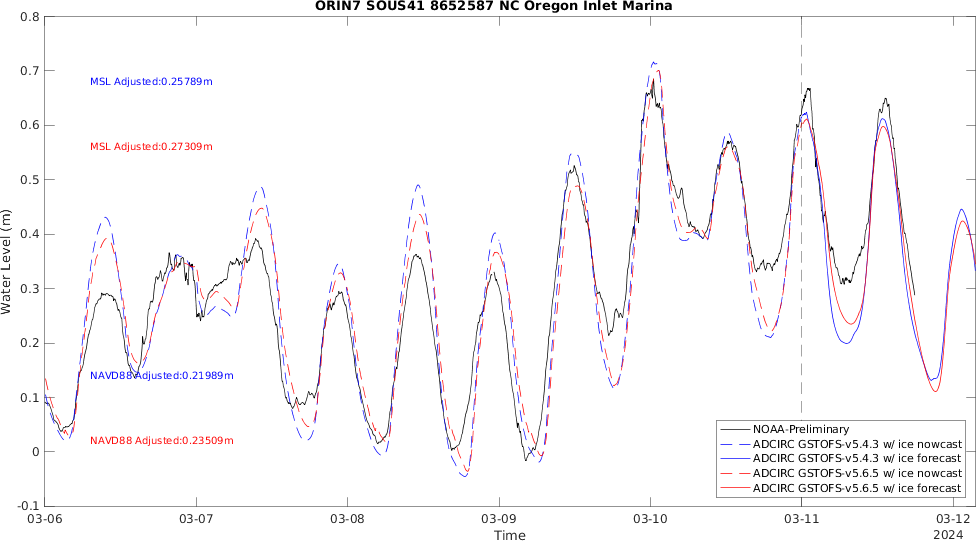 ORIN7 SOUS41 8652587 NC Oregon Inlet Marina
0.8
0.7
0.6
0.5
0.4
0.3
0.2
0.1
0
-0.1
Water Level (m)
MSL Adjusted:0.25789m
MSL Adjusted:0.27309m
NAVD88 Adjusted:0.21989m
NAVD88 Adjusted:0.23509m
NOAA-Preliminary
ADCIRC GSTOFS-v5.4.3 w/ ice nowcast
ADCIRC GSTOFS-v5.4.3 w/ ice forecast
ADCIRC GSTOFS-v5.6.5 w/ ice nowcast
ADCIRC GSTOFS-v5.6.5 w/ ice forecast
03-06 03-07 03-08 03-09 03-10 03-11 03-12
Time 2024